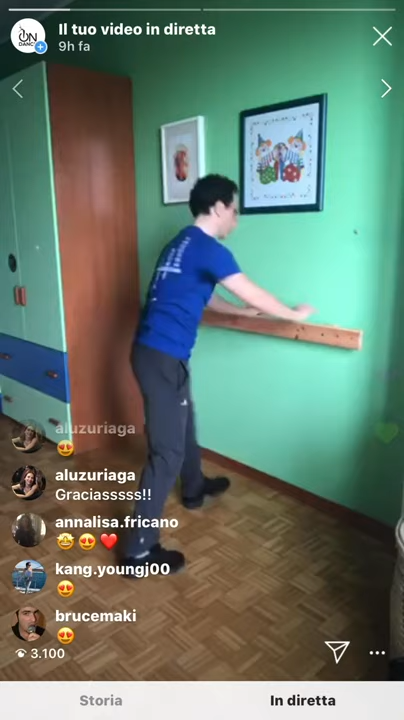 Il tuo video in diretta
9h fa
ON
DANCE
aluzuriaga
😍
aluzuriaga
Graciasssss!!
annalisa.fricano
🤩 😍 ❤️
kang.youngj00
😍
brucemaki
😍
3.100
Storia
In diretta